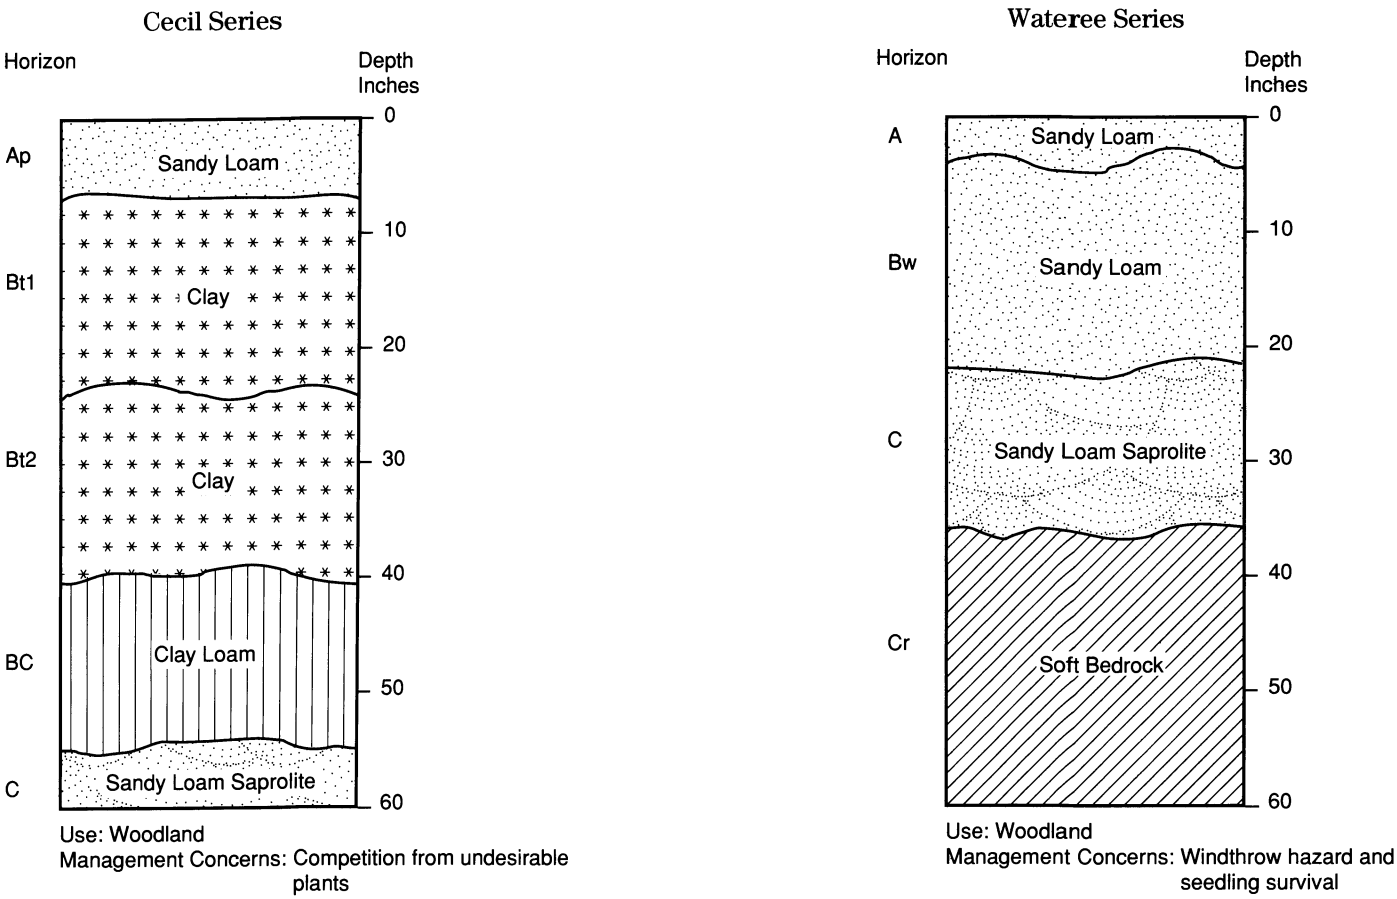 Cecil Series
Horizon
Depth
Inches
0
Ap
Sandy Loam
10
Bt1
Clay
20
Bt2
30
Clay
40
BC
Clay Loam
50
C
Sandy Loam Saprolite
60
Use: Woodland
Management Concerns: Competition from undesirable
plants
Wateree Series
Horizon
Depth
Inches
0
A
Sandy Loam
10
Bw
Sandy Loam
20
C
Sandy Loam Saprolite
30
40
Cr
Soft Bedrock
50
60
Use: Woodland
Management Concerns: Windthrow hazard and
seedling survival